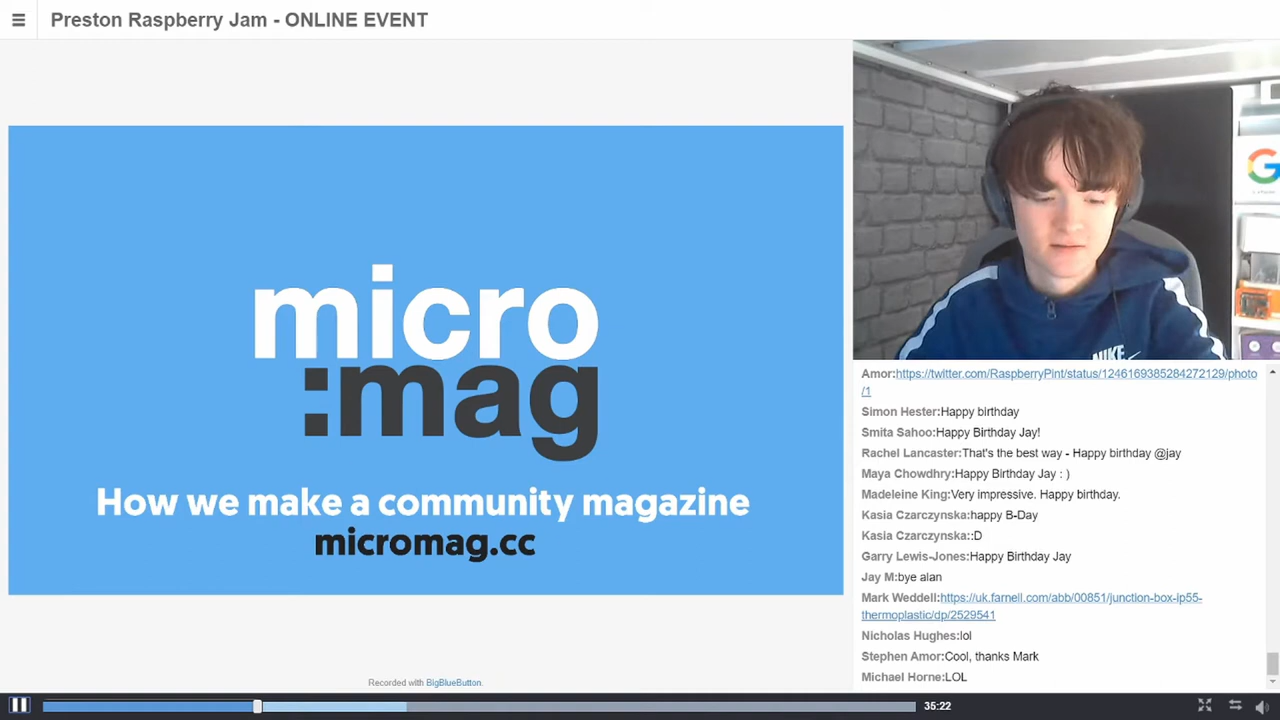 Preston Raspberry Jam - ONLINE EVENT
micro
:mag
How we make a community magazine
micromag.cc
Recorded with BigBlueButton.
NIKE
G
Amor:https://twitter.com/RaspberryPint/status/1246169385284272129/photo
/1
Simon Hester:Happy birthday
Smita Sahoo:Happy Birthday Jay!
Rachel Lancaster:That's the best way - Happy birthday @jay
Maya Chowdhry:Happy Birthday Jay : )
Madeleine King:Very impressive. Happy birthday.
Kasia Czarczynska:happy B-Day
Kasia Czarczynska::D
Garry Lewis-Jones:Happy Birthday Jay
Jay M:bye alan
Mark Weddell:https://uk.farnell.com/abb/00851/junction-box-ip55-
thermoplastic/dp/2529541
Nicholas Hughes:lol
Stephen Amor:Cool, thanks Mark
Michael Horne:LOL
35:22